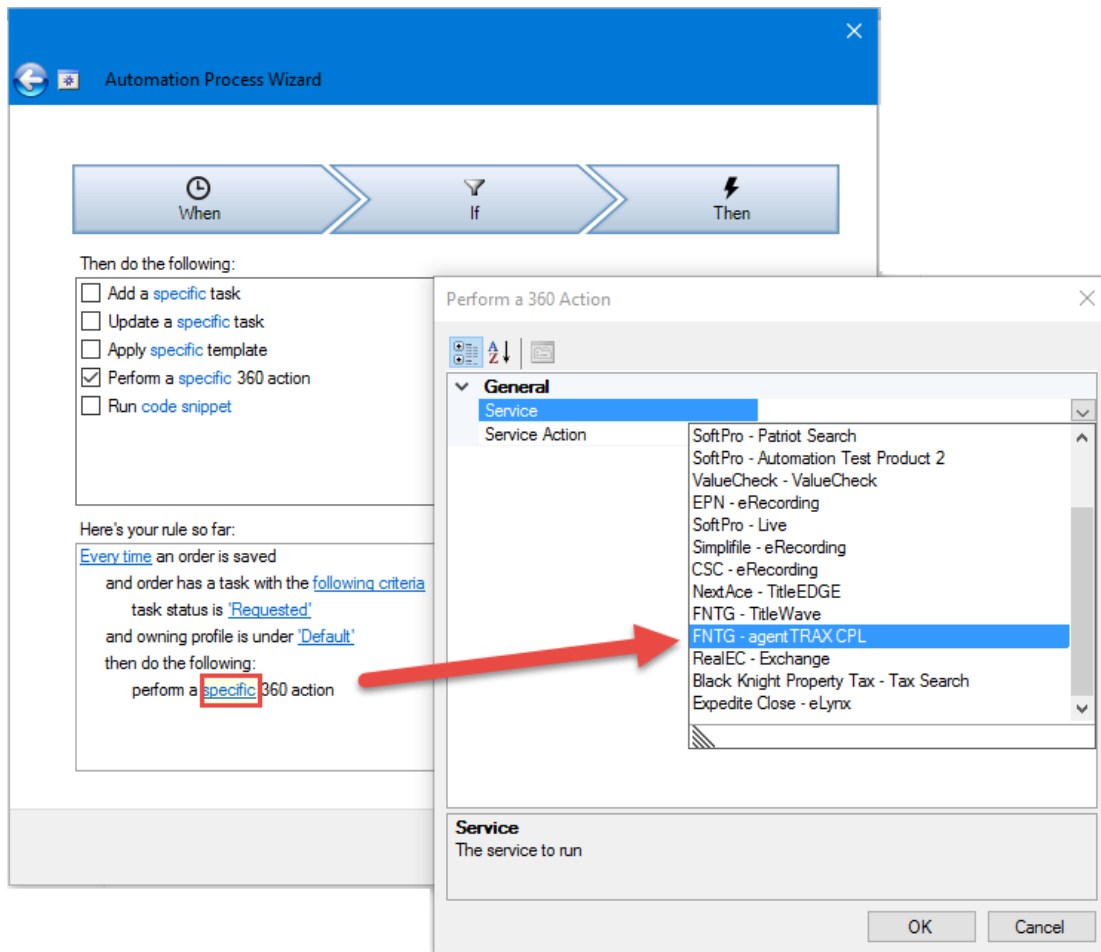 Automation Process Wizard
When
If
Then
Then do the following:
Add a specific task
Update a specific task
Apply specific template
Perform a specific 360 action
Run code snippet
Here's your rule so far:
Every time an order is saved
and order has a task with the following criteria
task status is 'Requested'
and owning profile is under 'Default'
then do the following:
perform a specific 360 action
Perform a 360 Action
A
Z
General
Service
Service Action
SoftPro - Patriot Search
SoftPro - Automation Test Product 2
ValueCheck - ValueCheck
EPN - eRecording
SoftPro - Live
Simplifile - eRecording
CSC - eRecording
NextAce - TitleEDGE
FNTG - TitleWave
FNTG - agentTRAX CPL
RealEC - Exchange
Black Knight Property Tax - Tax Search
Expedite Close - eLynx
Service
The service to run
OK
Cancel